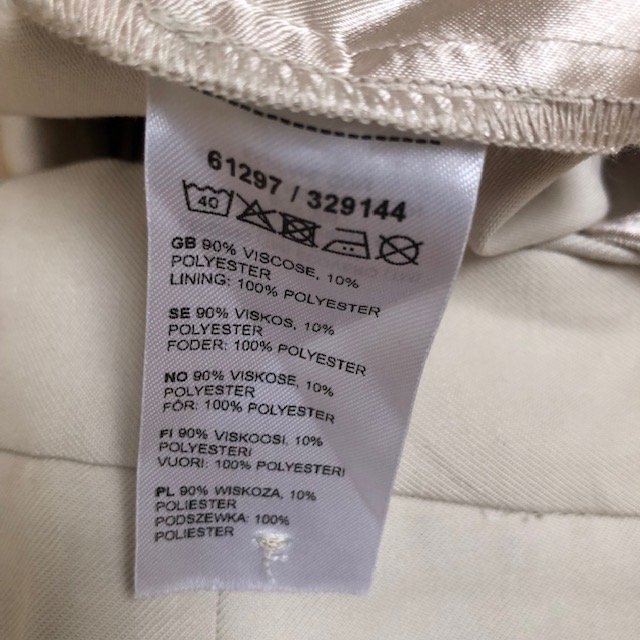 61297 / 329144
40
GB 90% VISCOSE, 10%
POLYESTER
LINING: 100% POLYESTER
SE 90% VISKOS, 10%
POLYESTER
FODER: 100% POLYESTER
NO 90% VISKOSE, 10%
POLYESTER
FÔR: 100% POLYESTER
FI 90% VISKOOSI, 10%
POLYESTERI
VUORI: 100% POLYESTERI
PL 90% WISKOZA, 10%
POLIESTER
PODSZEWKA: 100%
POLIESTER